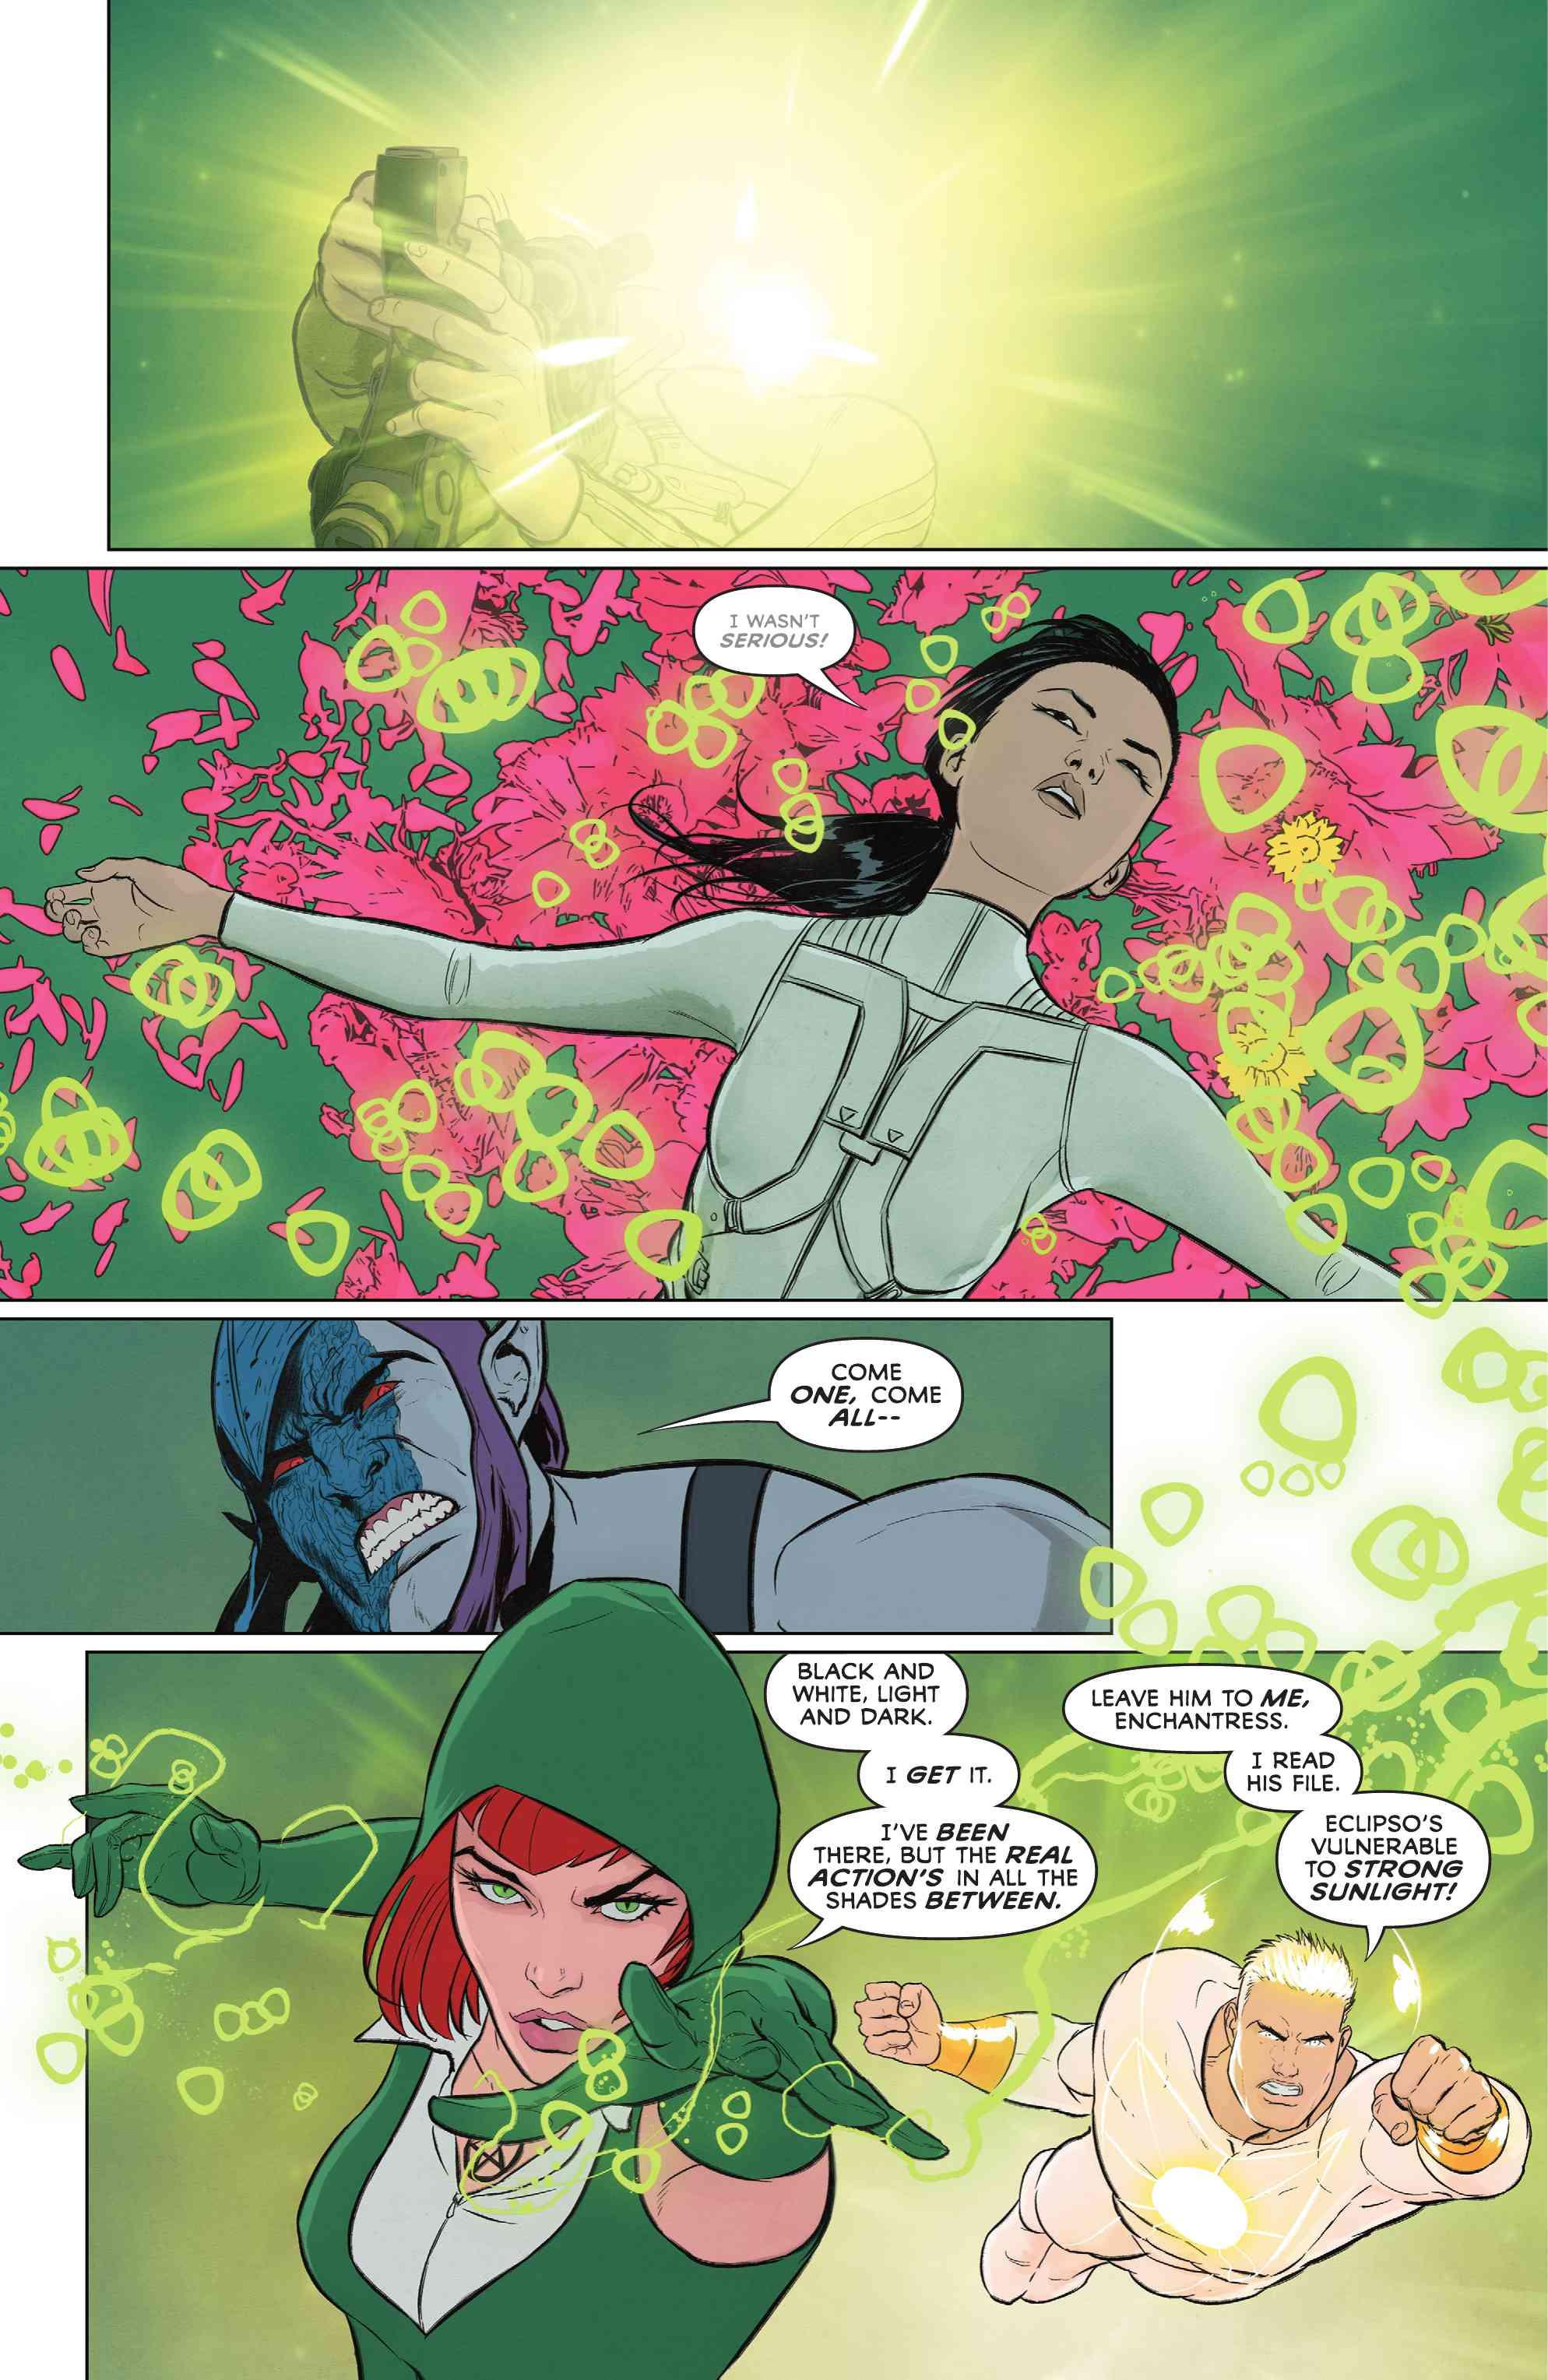 I WASN'T
SERIOUS!
COME
ONE, COME
ALL--
BLACK AND
WHITE, LIGHT
AND DARK.
I GET IT.
I'VE BEEN
THERE, BUT THE REAL
ACTION'S IN ALL THE
SHADES BETWEEN.
LEAVE HIM TO ME,
ENCHANTRESS.
I READ
HIS FILE.
ECLIPSO'S
VULNERABLE
TO STRONG
SUNLIGHT!